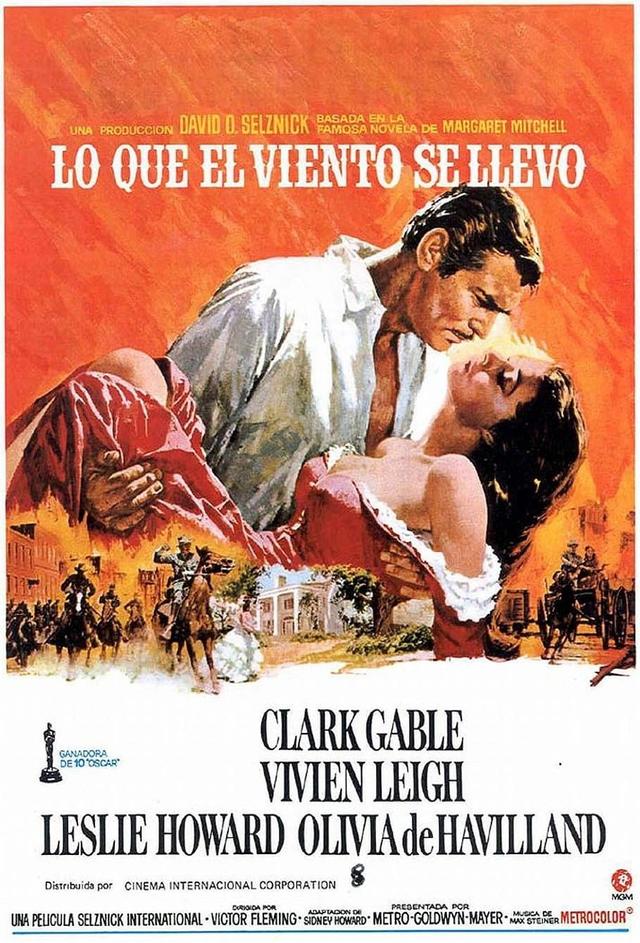 UNA PRODUCCION DAVID O. SELZNICK BASADA EN LA FAMOSA NOVELA DE MARGARET MITCHELL
LO QUE EL VIENTO SE LLEVO
GANADORA
DE 10 "OSCAR"
CLARK GABLE
VIVIEN LEIGH
LESLIE HOWARD OLIVIA de HAVILLAND
Distribuida por CINEMA INTERNACIONAL CORPORATION 8
MGM
UNA PELICULA SELZNICK INTERNATIONAL • DIRIGIDA POR VICTOR FLEMING • ADAPTACION DE SIDNEY HOWARD • PRESENTADA POR METRO-GOLDWYN-MAYER • MUSICA DE MAX STEINER METROCOLOR®